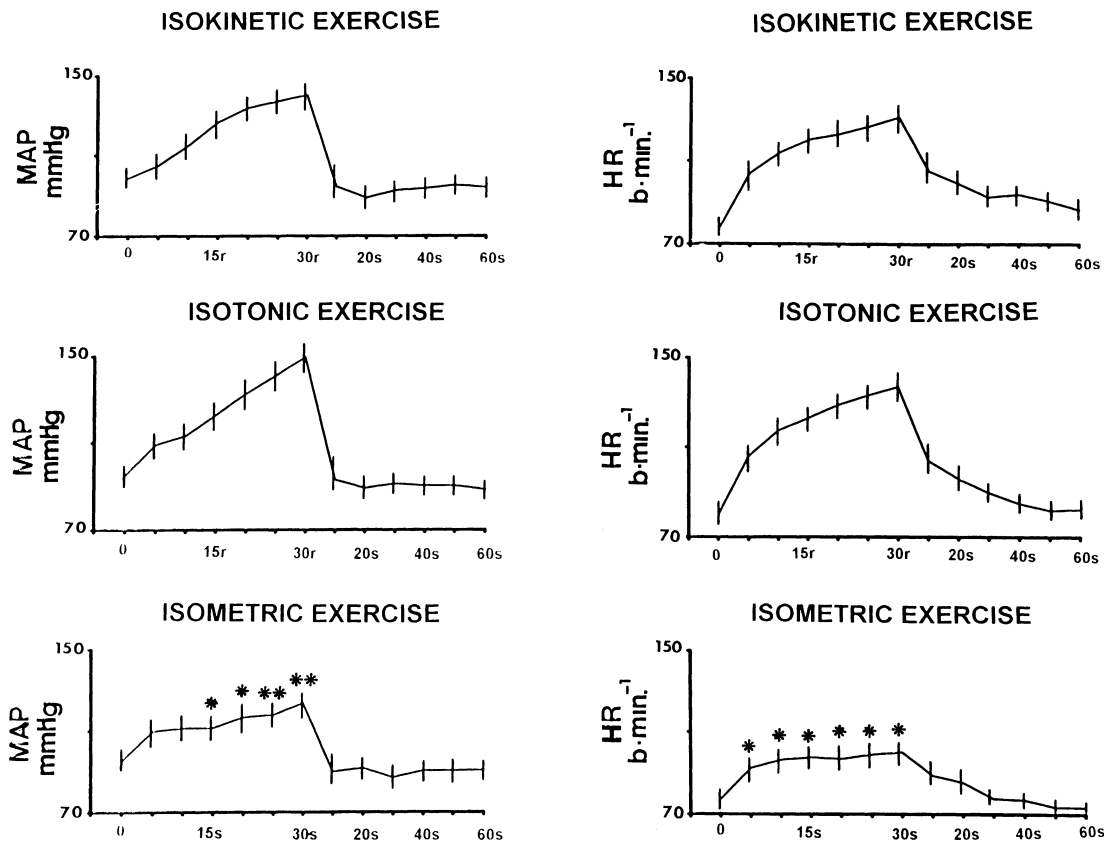 ISOKINETIC EXERCISE
150
MAP
mmHg
70
0 15r 30r 20s 40s 60s
ISOKINETIC EXERCISE
150
HR
b·min.⁻¹
70
0 15r 30r 20s 40s 60s
ISOTONIC EXERCISE
150
MAP
mmHg
70
0 15r 30r 20s 40s 60s
ISOTONIC EXERCISE
150
HR
b·min.⁻¹
70
0 15r 30r 20s 40s 60s
ISOMETRIC EXERCISE
150
* * ** **
MAP
mmHg
70
0 15s 30s 20s 40s 60s
ISOMETRIC EXERCISE
150
* * * * * *
HR
b·min.⁻¹
70
0 15s 30s 20s 40s 60s